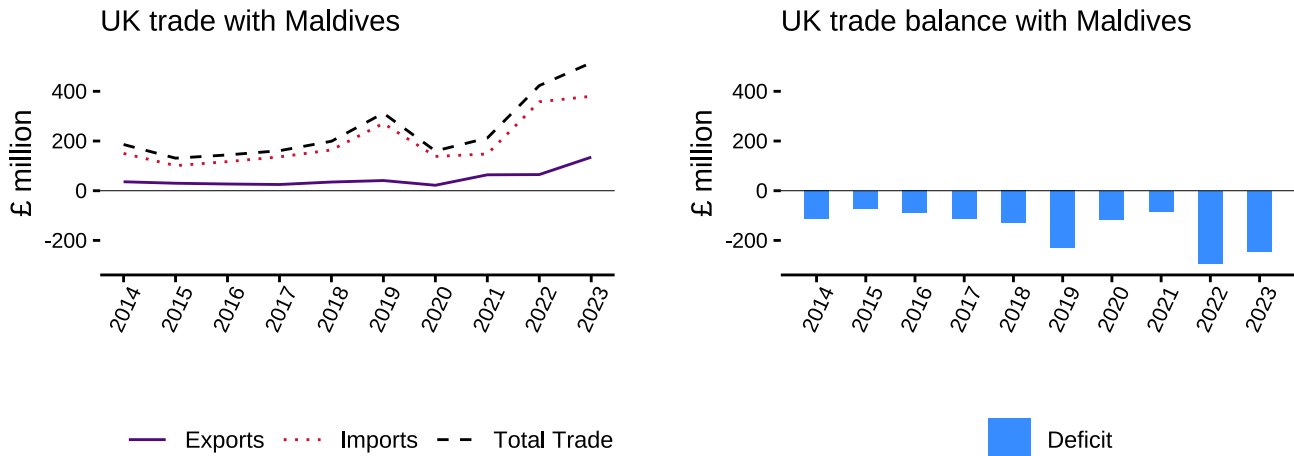 UK trade with Maldives
£ million
400
200
0
-200
2014 2015 2016 2017 2018 2019 2020 2021 2022 2023
Exports Imports Total Trade
UK trade balance with Maldives
£ million
400
200
0
-200
2014 2015 2016 2017 2018 2019 2020 2021 2022 2023
Deficit